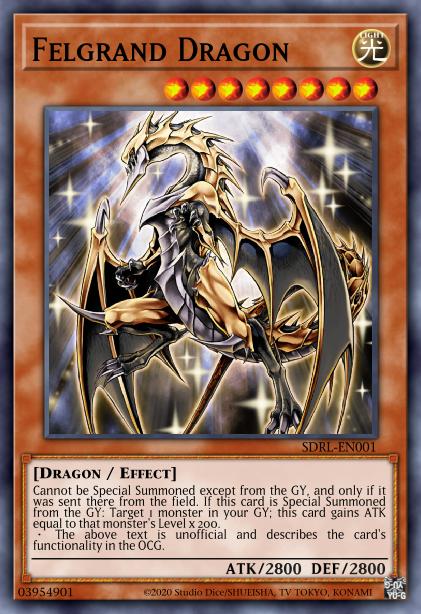 FELGRAND DRAGON
LIGHT
光
SDRL-EN001
[DRAGON / EFFECT]
Cannot be Special Summoned except from the GY, and only if it
was sent there from the field. If this card is Special Summoned
from the GY: Target 1 monster in your GY; this card gains ATK
equal to that monster's Level x 200.
· The above text is unofficial and describes the card's
functionality in the OCG.
ATK/2800 DEF/2800
03954901
©2020 Studio Dice/SHUEISHA, TV TOKYO, KONAMI